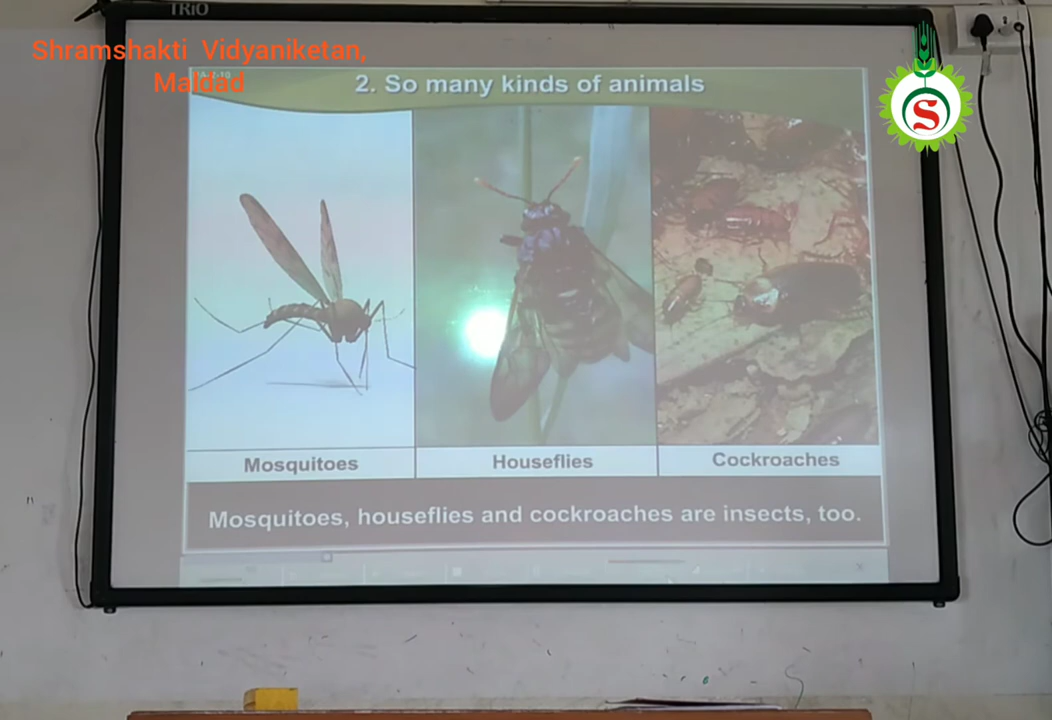 TRiO
Shramshakti Vidyaniketan,
Maldad
2. So many kinds of animals
S
Mosquitoes
Houseflies
Cockroaches
Mosquitoes, houseflies and cockroaches are insects, too.